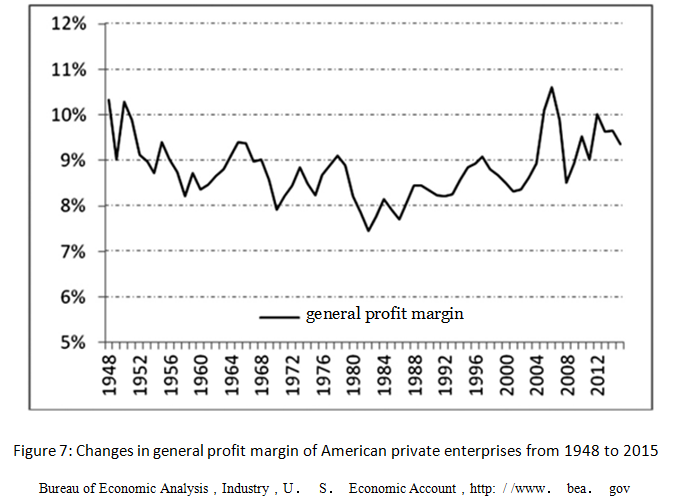 12%
11%
10%
9%
8%
7%
6%
5%
general profit margin
1948 1952 1956 1960 1964 1968 1972 1976 1980 1984 1988 1992 1996 2000 2004 2008 2012
Figure 7: Changes in general profit margin of American private enterprises from 1948 to 2015
Bureau of Economic Analysis , Industry , U . S . Economic Account , http: / /www . bea . gov